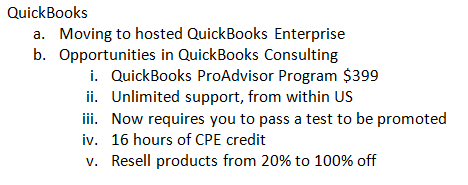 QuickBooks
a. Moving to hosted QuickBooks Enterprise
b. Opportunities in QuickBooks Consulting
i. QuickBooks ProAdvisor Program $399
ii. Unlimited support, from within US
iii. Now requires you to pass a test to be promoted
iv. 16 hours of CPE credit
v. Resell products from 20% to 100% off